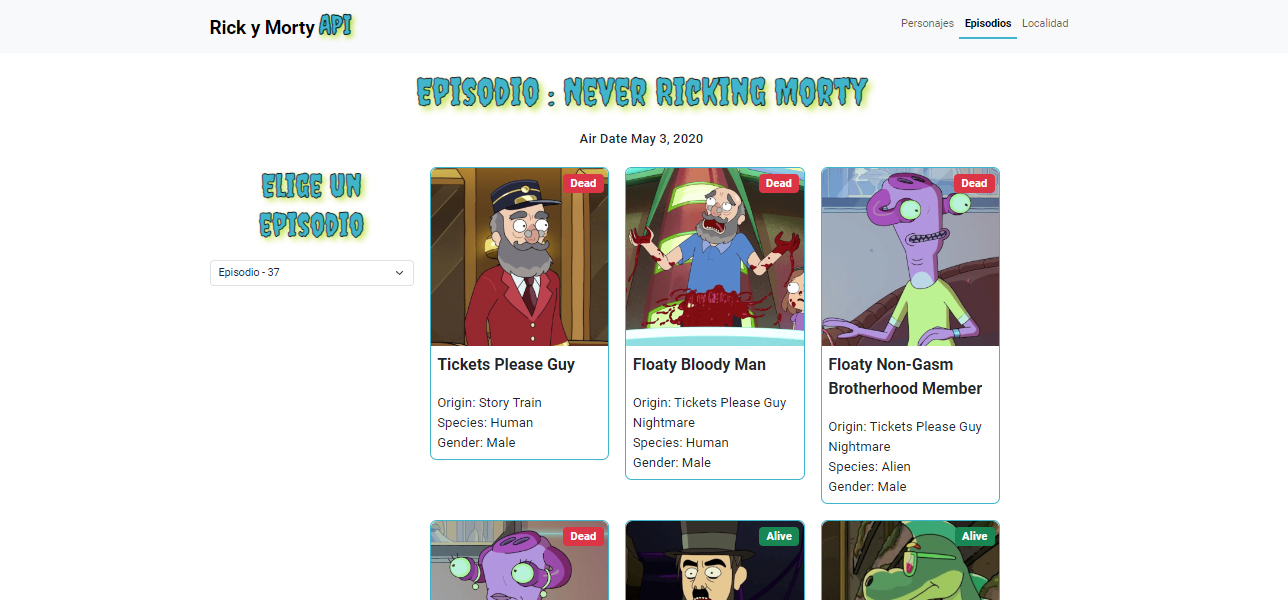 Rick y Morty API
Personajes
Episodios
Localidad
EPISODIO : NEVER RICKING MORTY
Air Date May 3, 2020
ELIGE UN
EPISODIO
Episodio - 37
Dead
Tickets Please Guy
Origin: Story Train
Species: Human
Gender: Male
Dead
Floaty Bloody Man
Origin: Tickets Please Guy
Nightmare
Species: Human
Gender: Male
Dead
Floaty Non-Gasm
Brotherhood Member
Origin: Tickets Please Guy
Nightmare
Species: Alien
Gender: Male
Dead
Alive
Alive